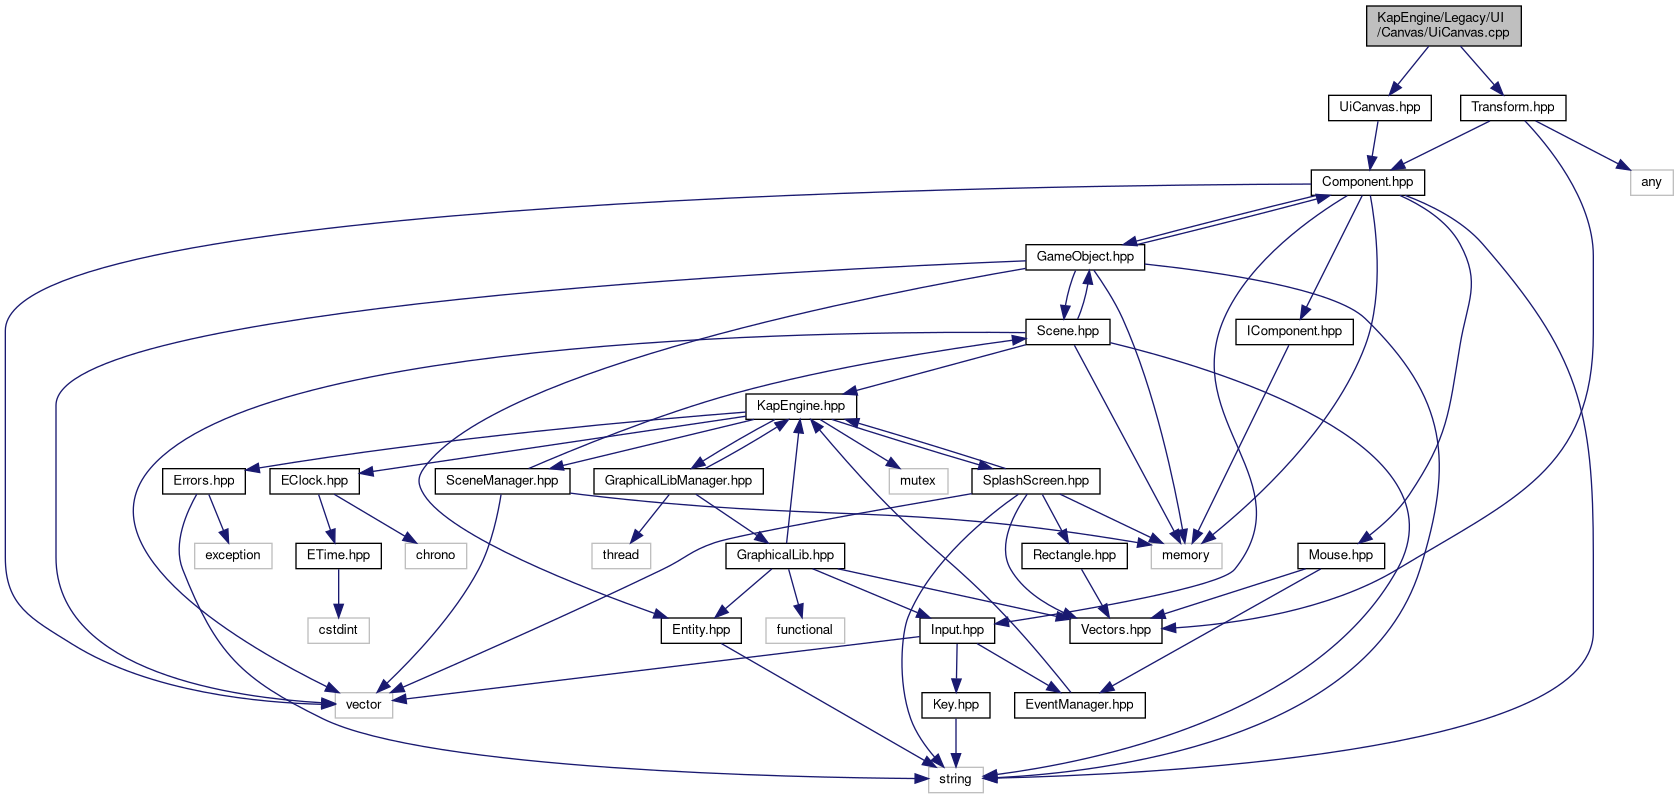 KapEngine/Legacy/UI
/Canvas/UiCanvas.cpp
UiCanvas.hpp
Transform.hpp
Component.hpp
any
GameObject.hpp
Scene.hpp
IComponent.hpp
KapEngine.hpp
Errors.hpp
EClock.hpp
SceneManager.hpp
GraphicalLibManager.hpp
mutex
SplashScreen.hpp
exception
ETime.hpp
chrono
thread
GraphicalLib.hpp
Rectangle.hpp
memory
Mouse.hpp
cstdint
Entity.hpp
functional
Input.hpp
Vectors.hpp
vector
Key.hpp
EventManager.hpp
string